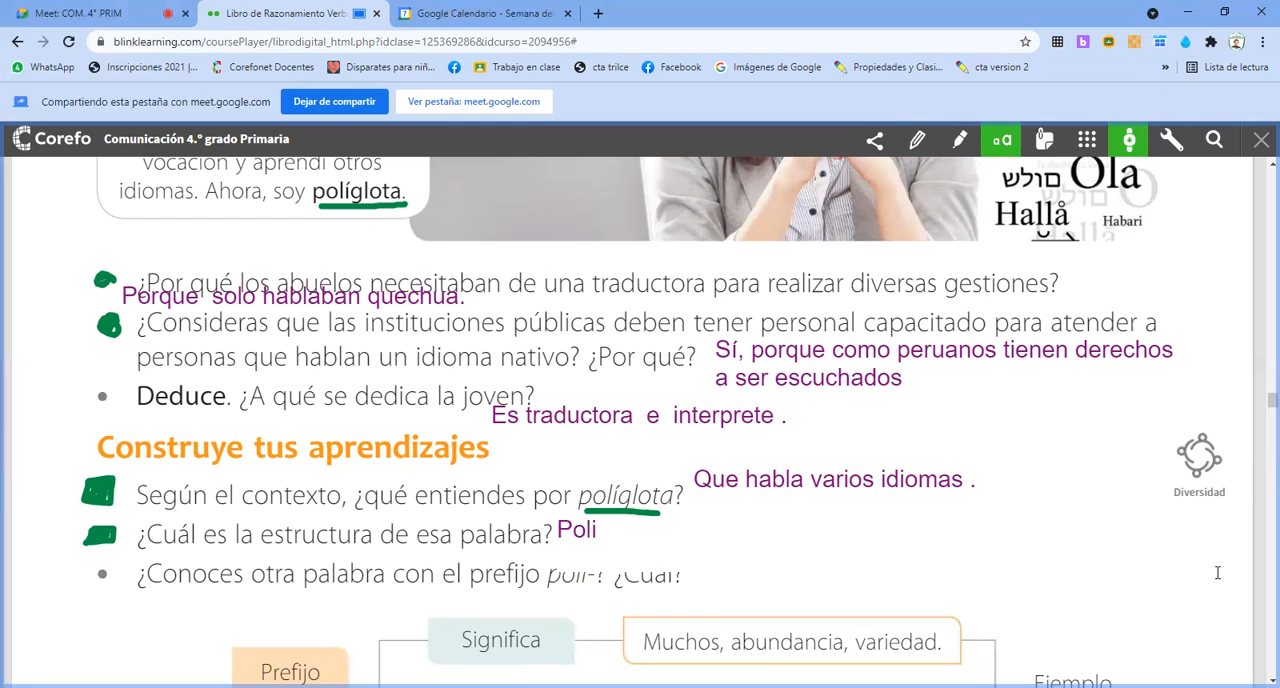 Meet: COM. 4° PRIM
Libro de Razonamiento Verb
Google Calendario - Semana del
blinklearning.com/coursePlayer/librodigital_html.php?idclase=125369286&idcurso=2094956#
WhatsApp Inscripciones 2021 |... Corefonet Docentes Disparates para niñ... Trabajo en clase cta trilce Facebook Imágenes de Google Propiedades y Clasi... cta version 2 » Lista de lectura
Compartiendo esta pestaña con meet.google.com Dejar de compartir Ver pestaña: meet.google.com
Corefo Comunicación 4.° grado Primaria
vocación y aprendí otros
idiomas. Ahora, soy políglota.
שלום Ola
Hallå Habari
¿Por qué los abuelos necesitaban de una traductora para realizar diversas gestiones?
Porque solo hablaban quechua.
¿Consideras que las instituciones públicas deben tener personal capacitado para atender a
personas que hablan un idioma nativo? ¿Por qué?
Sí, porque como peruanos tienen derechos
a ser escuchados
• Deduce. ¿A qué se dedica la joven?
Es traductora e interprete .
Construye tus aprendizajes
Según el contexto, ¿qué entiendes por políglota?
Que habla varios idiomas .
Diversidad
¿Cuál es la estructura de esa palabra? Poli
• ¿Conoces otra palabra con el prefijo poli-? ¿Cuál?
Significa
Muchos, abundancia, variedad.
Prefijo
Ejemplo